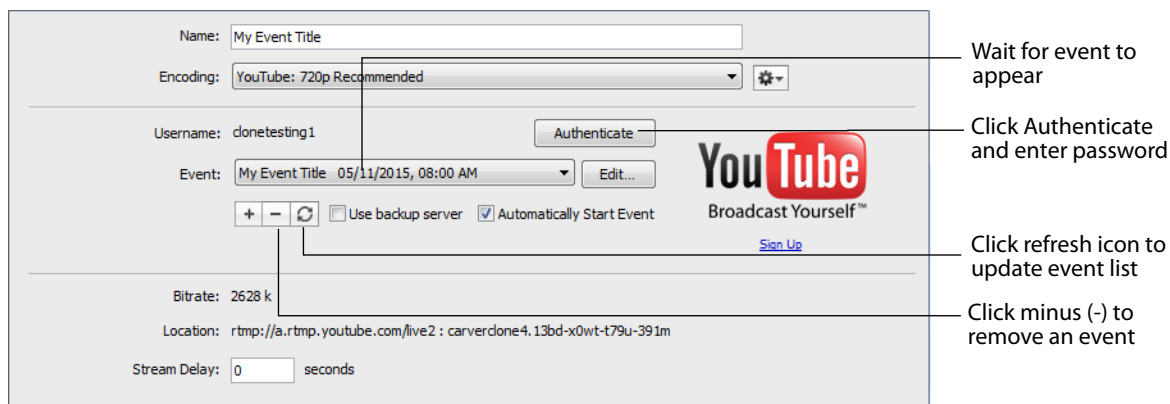 Name: My Event Title
Encoding: YouTube: 720p Recommended
Wait for event to
appear
Username: clonetesting1 Authenticate
Click Authenticate
and enter password
Event: My Event Title 05/11/2015, 08:00 AM Edit...
You Tube
Broadcast Yourself™
+ - Use backup server Automatically Start Event
Sign Up
Click refresh icon to
update event list
Bitrate: 2628 k
Click minus (-) to
remove an event
Location: rtmp://a.rtmp.youtube.com/live2 : carverclone4.13bd-x0wt-t79u-391m
Stream Delay: 0 seconds